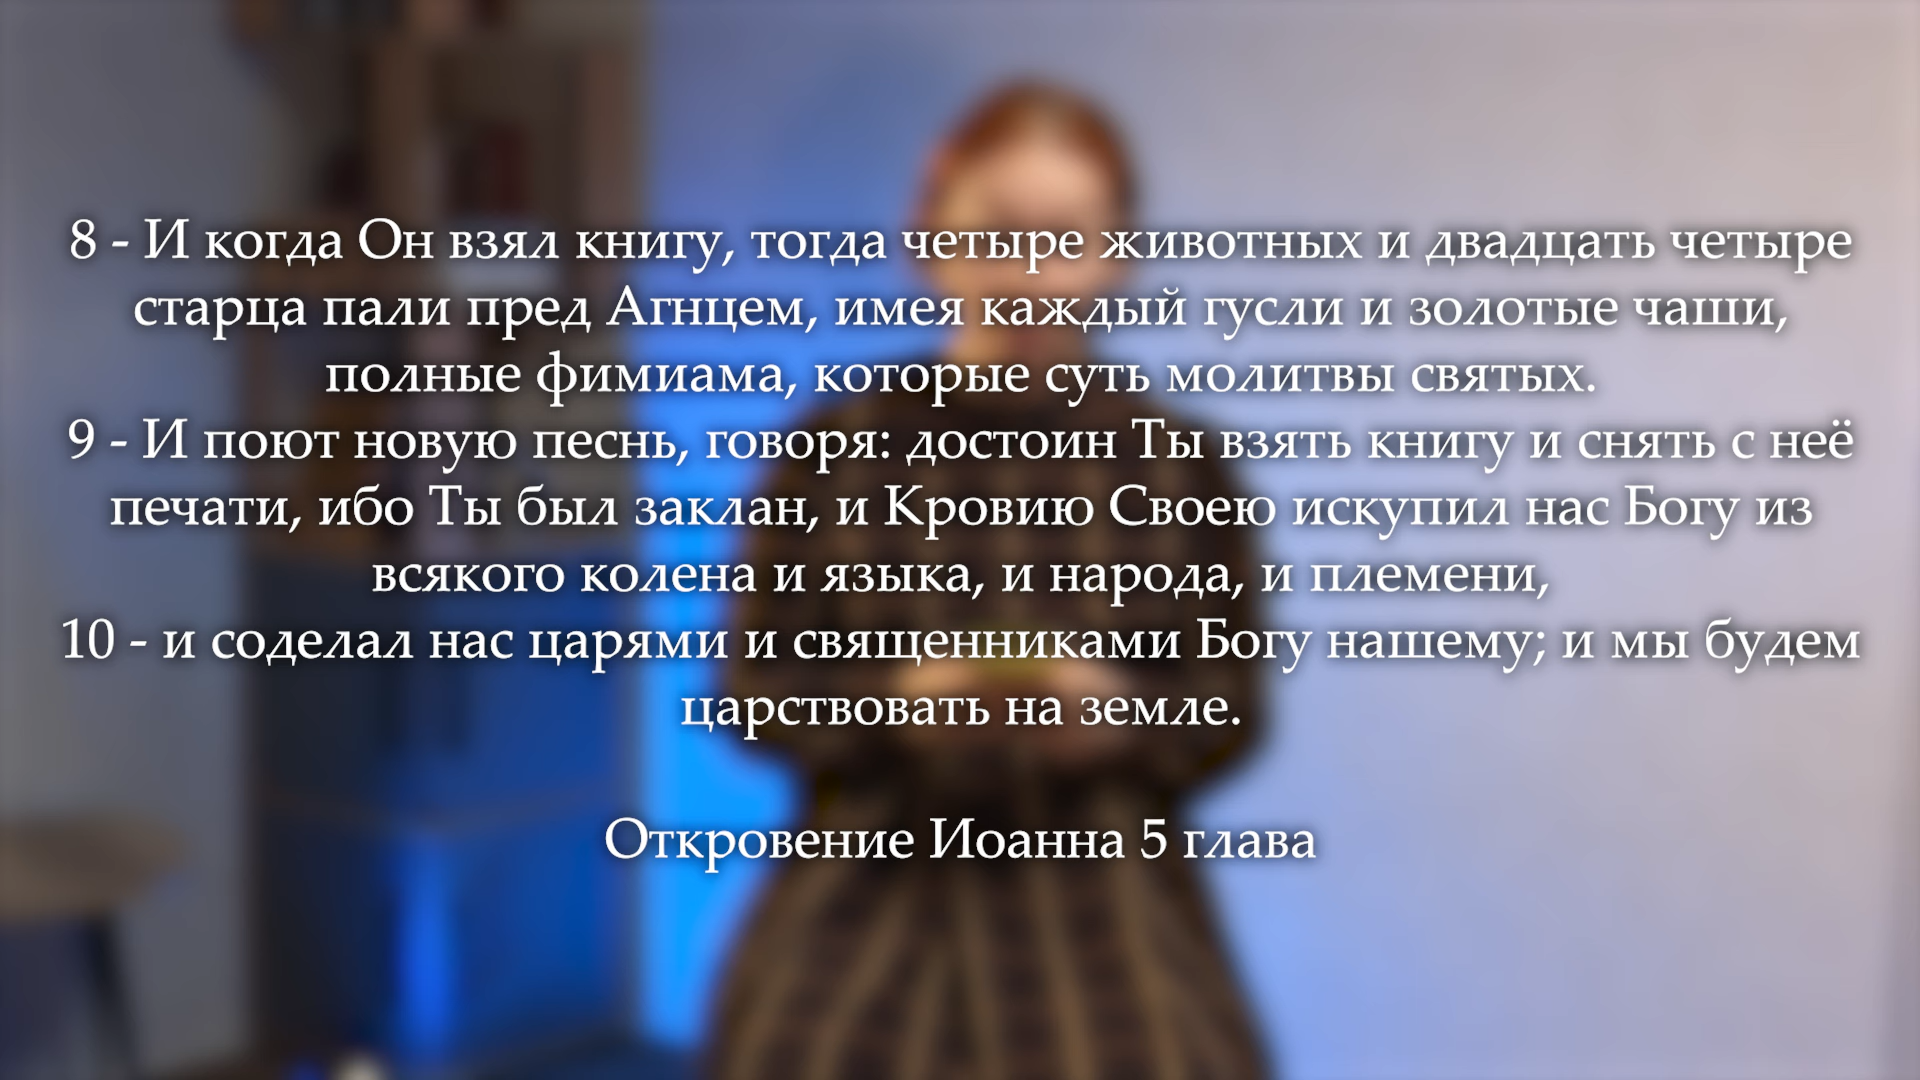 8 - И когда Он взял книгу, тогда четыре животных и двадцать четыре
старца пали пред Агнцем, имея каждый гусли и золотые чаши,
полные фимиама, которые суть молитвы святых.
9 - И поют новую песнь, говоря: достоин Ты взять книгу и снять с неё
печати, ибо Ты был заклан, и Кровию Своею искупил нас Богу из
всякого колена и языка, и народа, и племени,
10 - и соделал нас царями и священниками Богу нашему; и мы будем
царствовать на земле.
Откровение Иоанна 5 глава